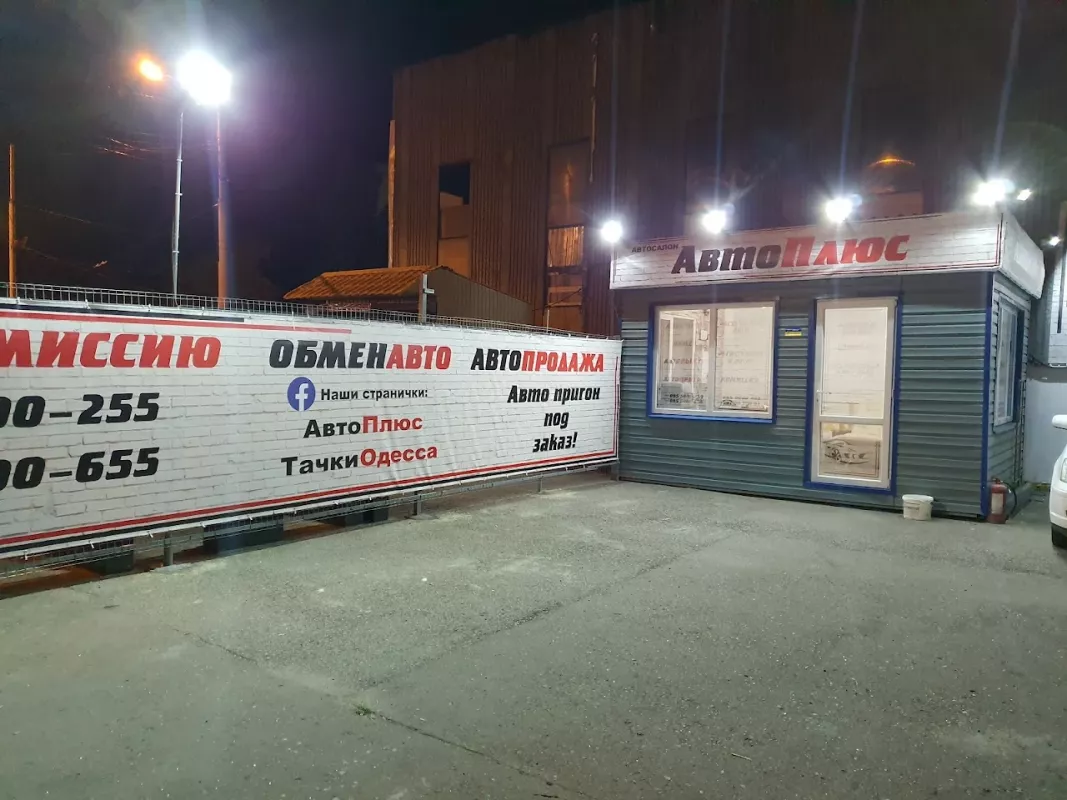 МИССИЮ
00-255
00-655
ОБМЕНАВТО
Наши странички:
АвтоПлюс
ТачкиОдесса
АВТОПРОДАЖА
Авто пригон
под
заказ!
АВТОСАЛОН
АвтоПлюс